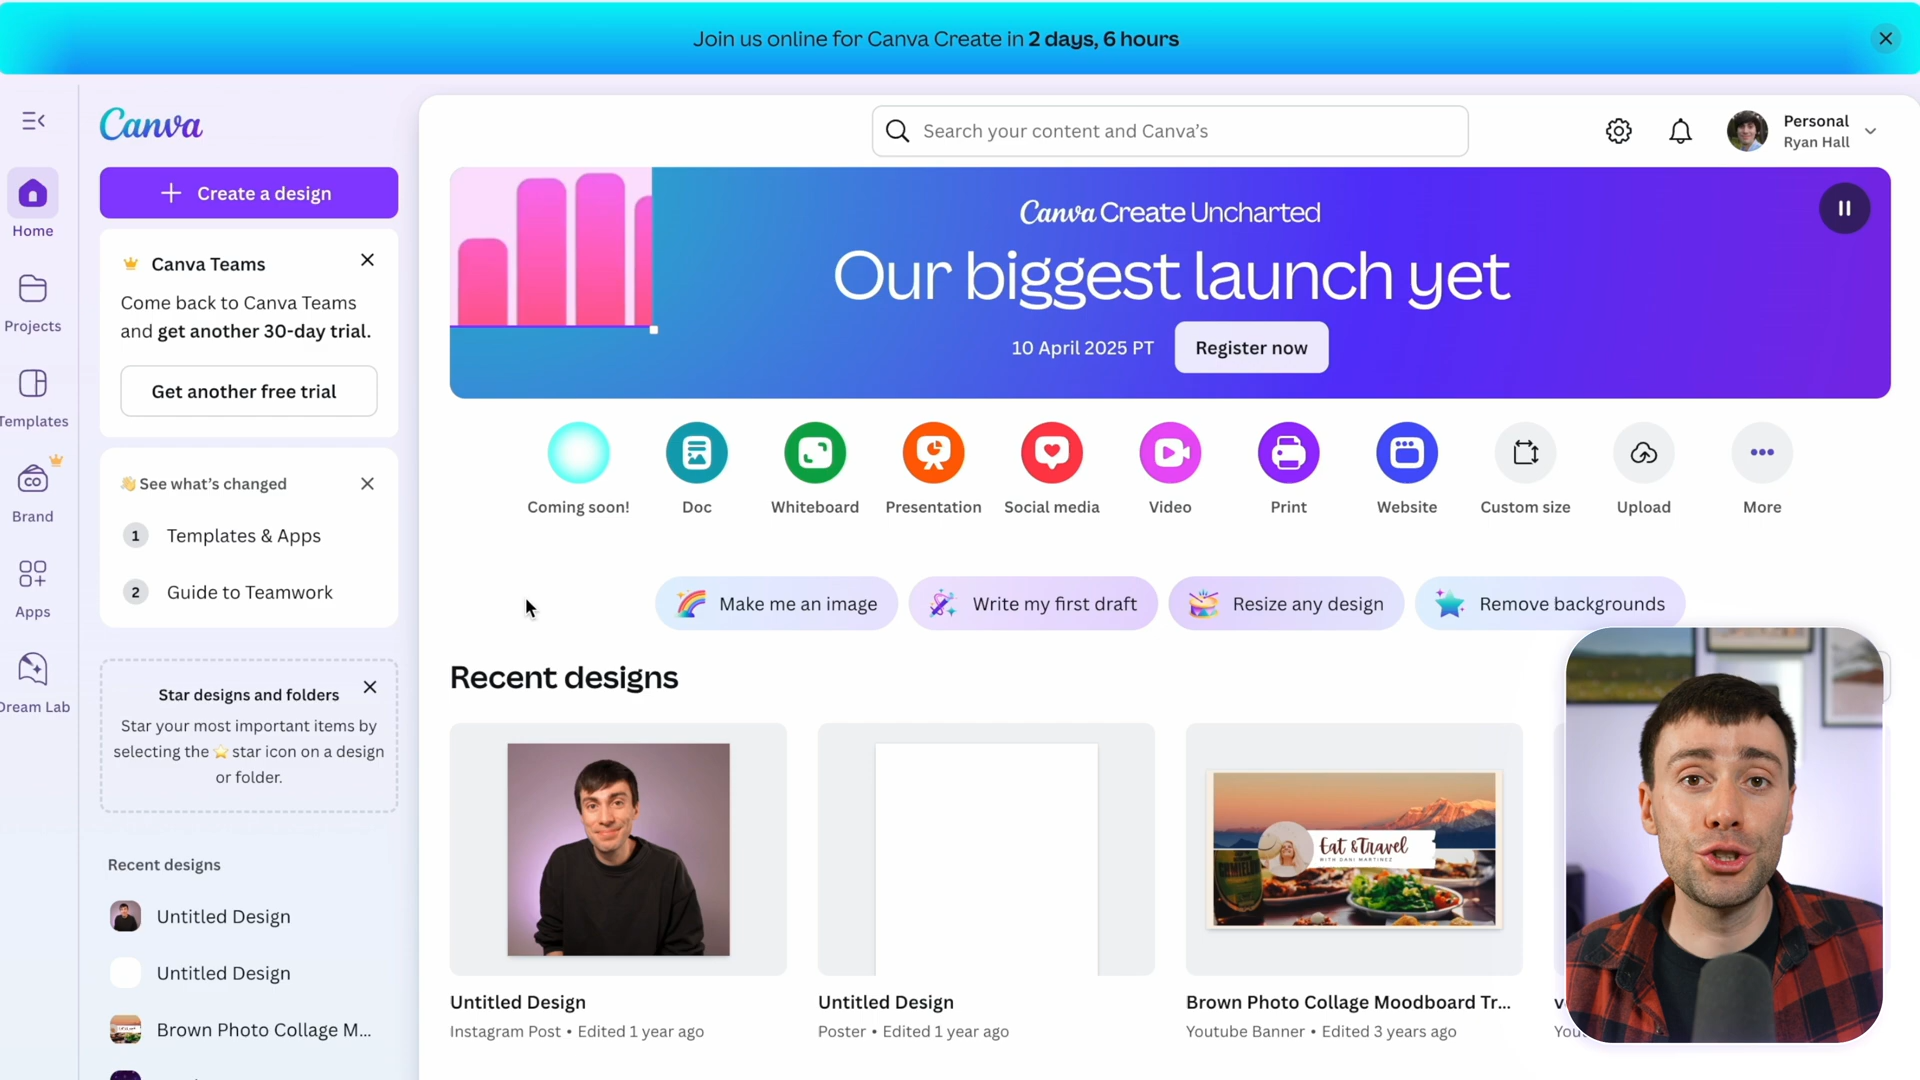 Join us online for Canva Create in 2 days, 6 hours
Canva
Search your content and Canva's
Personal
Ryan Hall
Create a design
Home
Canva Teams
Come back to Canva Teams
and get another 30-day trial.
Get another free trial
Projects
Templates
Brand
Apps
Dream Lab
See what's changed
1 Templates & Apps
2 Guide to Teamwork
Star designs and folders
Star your most important items by
selecting the ⭐ star icon on a design
or folder.
Recent designs
Untitled Design
Untitled Design
Brown Photo Collage M...
Canva Create Uncharted
Our biggest launch yet
10 April 2025 PT
Register now
Coming soon!
Doc
Whiteboard
Presentation
Social media
Video
Print
Website
Custom size
Upload
More
Make me an image
Write my first draft
Resize any design
Remove backgrounds
Recent designs
Eat & Travel
WITH DANI MARTINEZ
Untitled Design
Instagram Post • Edited 1 year ago
Untitled Design
Poster • Edited 1 year ago
Brown Photo Collage Moodboard Tr...
Youtube Banner • Edited 3 years ago